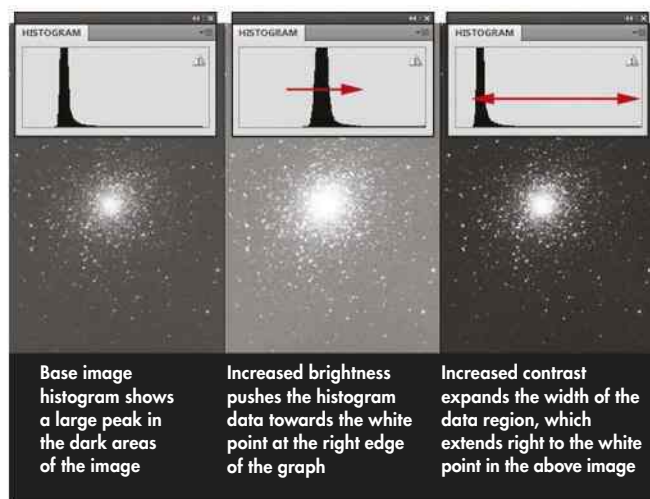 HISTOGRAM
HISTOGRAM
HISTOGRAM
Base image
histogram shows
a large peak in
the dark areas
of the image
Increased brightness
pushes the histogram
data towards the white
point at the right edge
of the graph
Increased contrast
expands the width of the
data region, which
extends right to the white
point in the above image